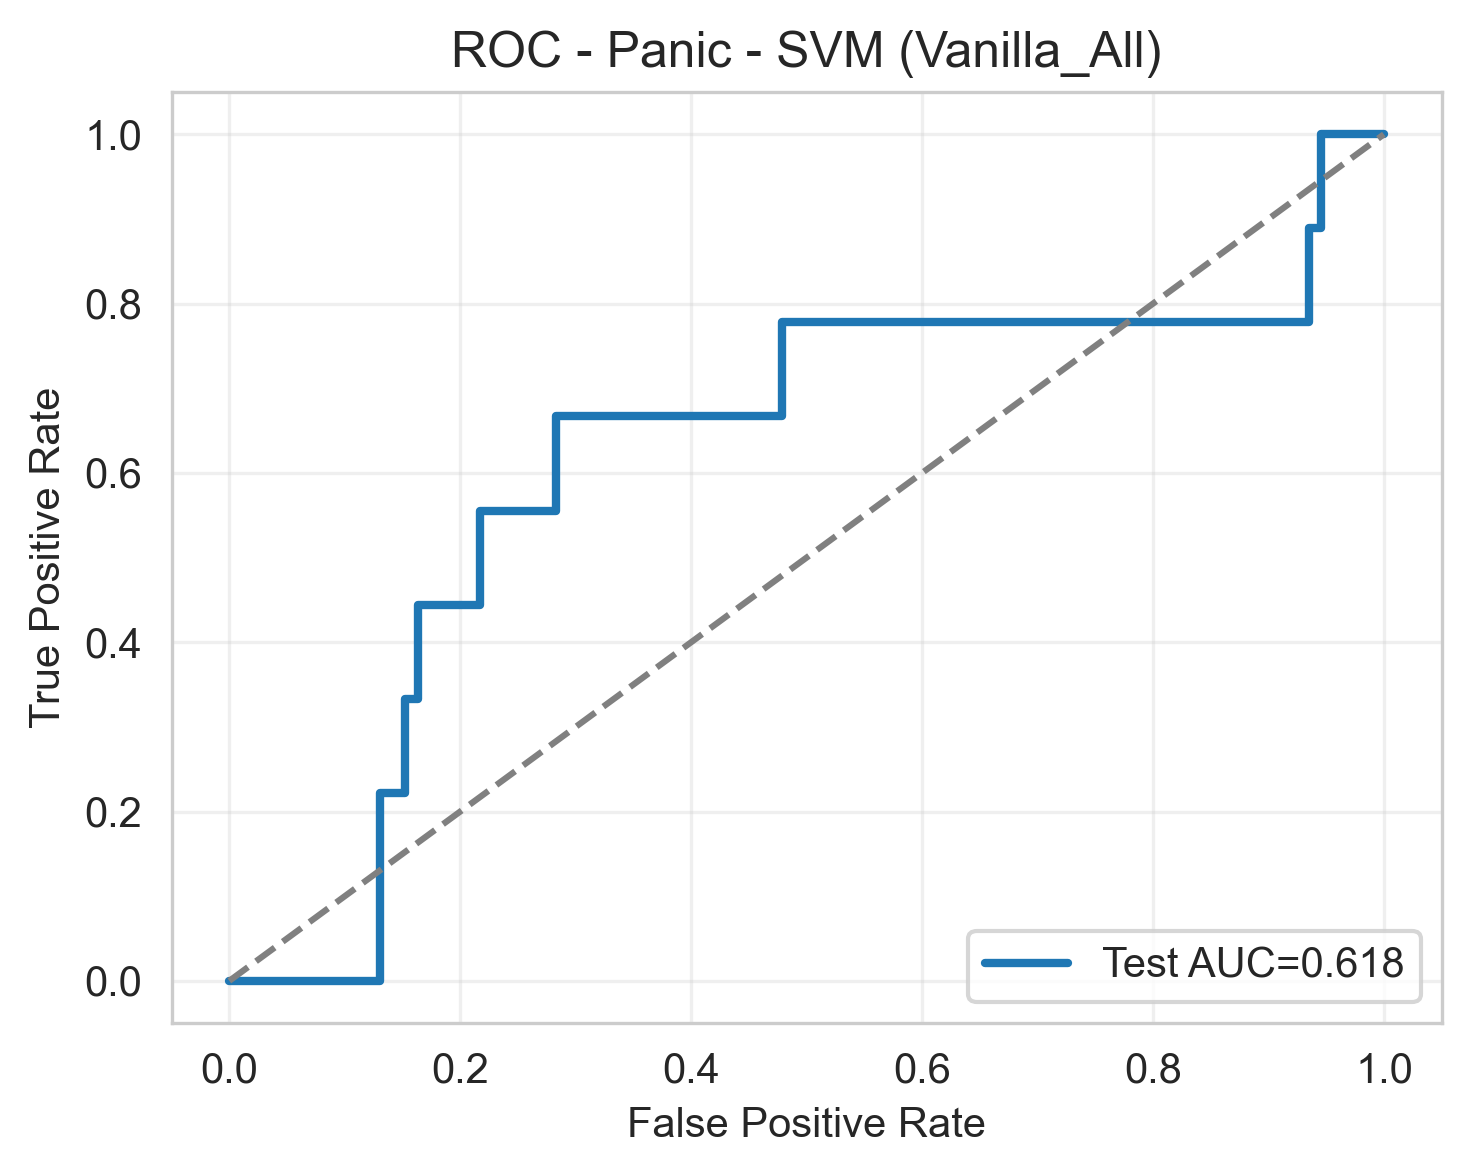 ROC - Panic - SVM (Vanilla_All)
1.0
0.8
0.6
0.4
0.2
0.0
True Positive Rate
Test AUC=0.618
0.0 0.2 0.4 0.6 0.8 1.0
False Positive Rate